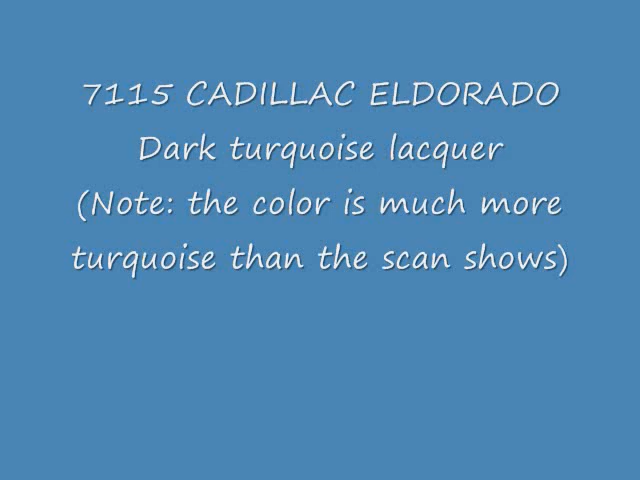 7115 CADILLAC ELDORADO
Dark turquoise lacquer
(Note: the color is much more
turquoise than the scan shows)